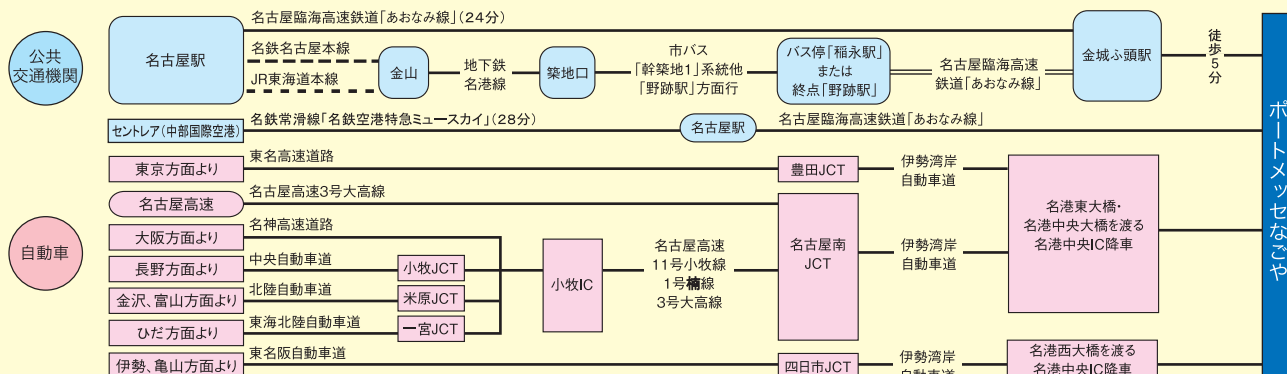 公共
交通機関
名古屋駅
名古屋臨海高速鉄道「あおなみ線」(24分)
名鉄名古屋本線
JR東海道本線
金山
地下鉄
名港線
築地口
市バス
「幹築地1」系統他
「野跡駅」方面行
バス停「稲永駅」
または
終点「野跡駅」
名古屋臨海高速
鉄道「あおなみ線」
金城ふ頭駅
徒歩5分
セントレア(中部国際空港)
名鉄常滑線「名鉄空港特急ミュースカイ」(28分)
名古屋駅
名古屋臨海高速鉄道「あおなみ線」
自動車
東京方面より
東名高速道路
豊田JCT
伊勢湾岸
自動車道
名古屋高速
名古屋高速3号大高線
大阪方面より
名神高速道路
長野方面より
中央自動車道
小牧JCT
金沢、富山方面より
北陸自動車道
米原JCT
ひだ方面より
東海北陸自動車道
一宮JCT
小牧IC
名古屋高速
11号小牧線
1号楠線
3号大高線
名古屋南
JCT
伊勢湾岸
自動車道
名港東大橋・
名港中央大橋を渡る
名港中央IC降車
伊勢、亀山方面より
東名阪自動車道
四日市JCT
伊勢湾岸
自動車道
名港西大橋を渡る
名港中央IC降車
ポートメッセなごや